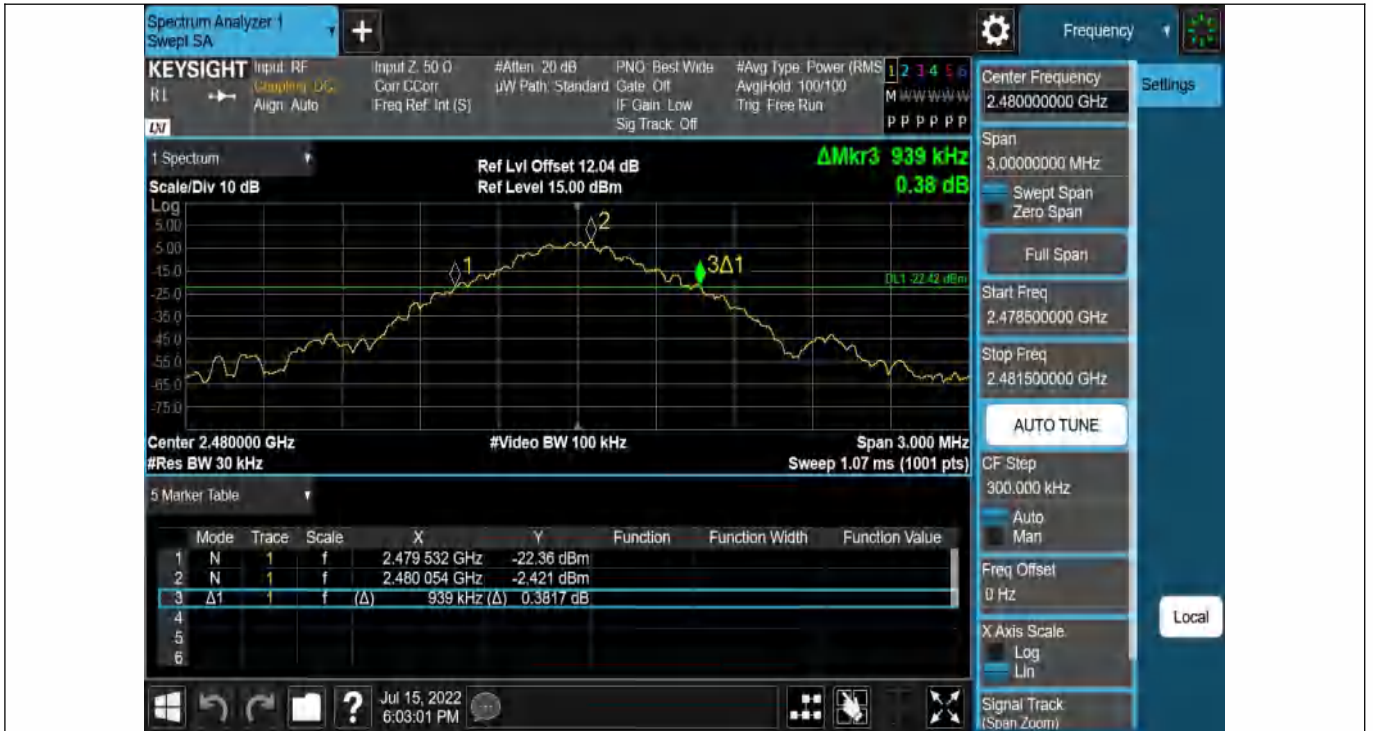 Spectrum Analyzer 1
Swept SA
Frequency
KEYSIGHT
RL
LXI
Input: RF
Coupling: DC
Align: Auto
Input Z: 50 Ω
Corr CCorr
Freq Ref: Int (S)
#Atten: 20 dB
µW Path: Standard
PNO: Best Wide
Gate: Off
IF Gain: Low
Sig Track: Off
#Avg Type: Power (RMS
Avg|Hold: 100/100
Trig: Free Run
1 2 3 4 5 6
M W W W W W
P P P P P P
1 Spectrum
Scale/Div 10 dB
Ref Lvl Offset 12.04 dB
Ref Level 15.00 dBm
ΔMkr3 939 kHz
0.38 dB
Log
5.00
-5.00
-15.0
-25.0
-35.0
-45.0
-55.0
-65.0
-75.0
1
2
3Δ1
DL1 -22.42 dBm
Center 2.480000 GHz
#Res BW 30 kHz
#Video BW 100 kHz
Span 3.000 MHz
Sweep 1.07 ms (1001 pts)
5 Marker Table
Mode Trace Scale X Y Function Function Width Function Value
1 N 1 f 2.479 532 GHz -22.36 dBm
2 N 1 f 2.480 054 GHz -2.421 dBm
3 Δ1 1 f (Δ) 939 kHz (Δ) 0.3817 dB
4
5
6
Jul 15, 2022
6:03:01 PM
Center Frequency
2.480000000 GHz
Settings
Span
3.00000000 MHz
Swept Span
Zero Span
Full Span
Start Freq
2.478500000 GHz
Stop Freq
2.481500000 GHz
AUTO TUNE
CF Step
300.000 kHz
Auto
Man
Freq Offset
0 Hz
X Axis Scale
Log
Lin
Local
Signal Track
(Span Zoom)